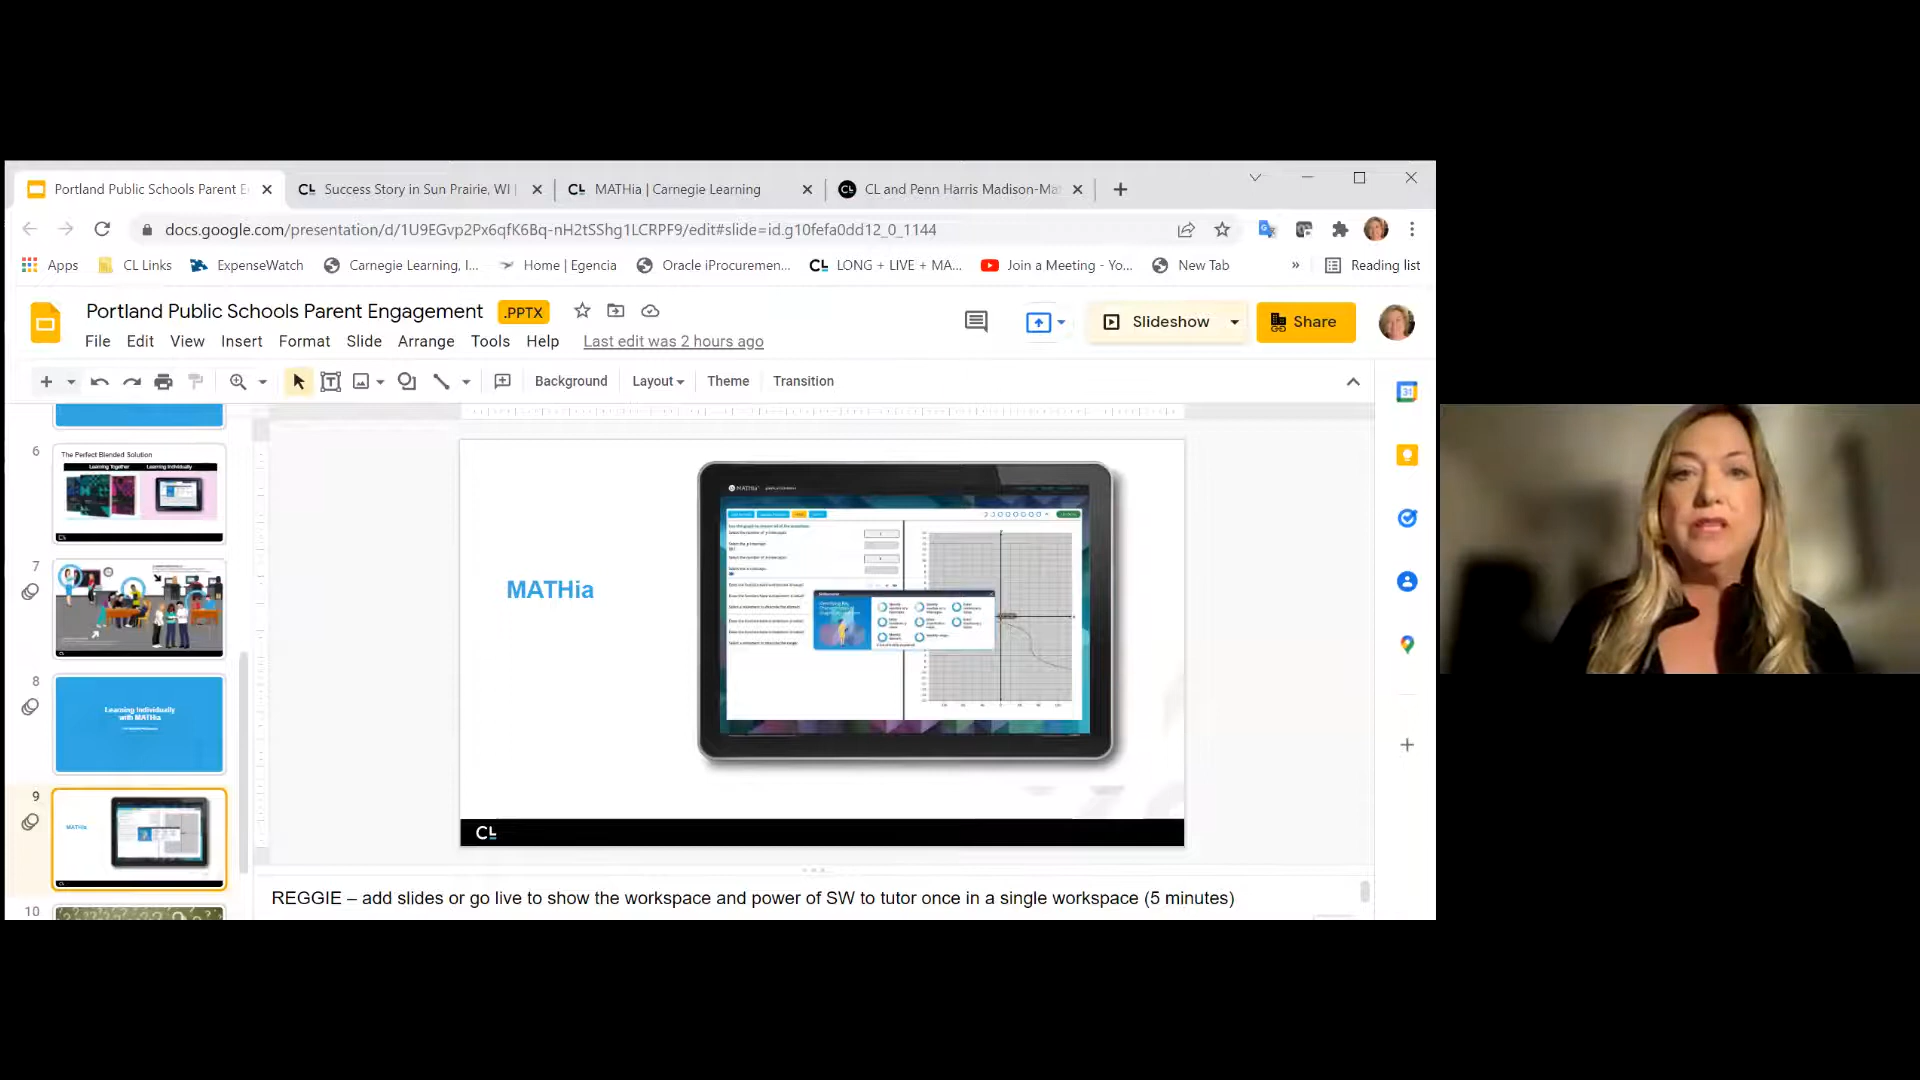 Portland Public Schools Parent E
Success Story in Sun Prairie, WI |
MATHia | Carnegie Learning
CL and Penn Harris Madison-Ma
docs.google.com/presentation/d/1U9EGvp2Px6qfK6Bq-nH2tSShg1LCRPF9/edit#slide=id.g10fefa0dd12_0_1144
Apps
CL Links
ExpenseWatch
Carnegie Learning, I...
Home | Egencia
Oracle iProcuremen...
LONG + LIVE + MA...
Join a Meeting - Yo...
New Tab
»
Reading list
Portland Public Schools Parent Engagement
.PPTX
Slideshow
Share
File Edit View Insert Format Slide Arrange Tools Help
Last edit was 2 hours ago
Background
Layout
Theme
Transition
31
6
The Perfect Blended Solution
Learning Together
Learning Individually
7
8
Learning Individually
with MATHia
9
MATHia
10
MATHia
MATHia
CL
REGGIE – add slides or go live to show the workspace and power of SW to tutor once in a single workspace (5 minutes)